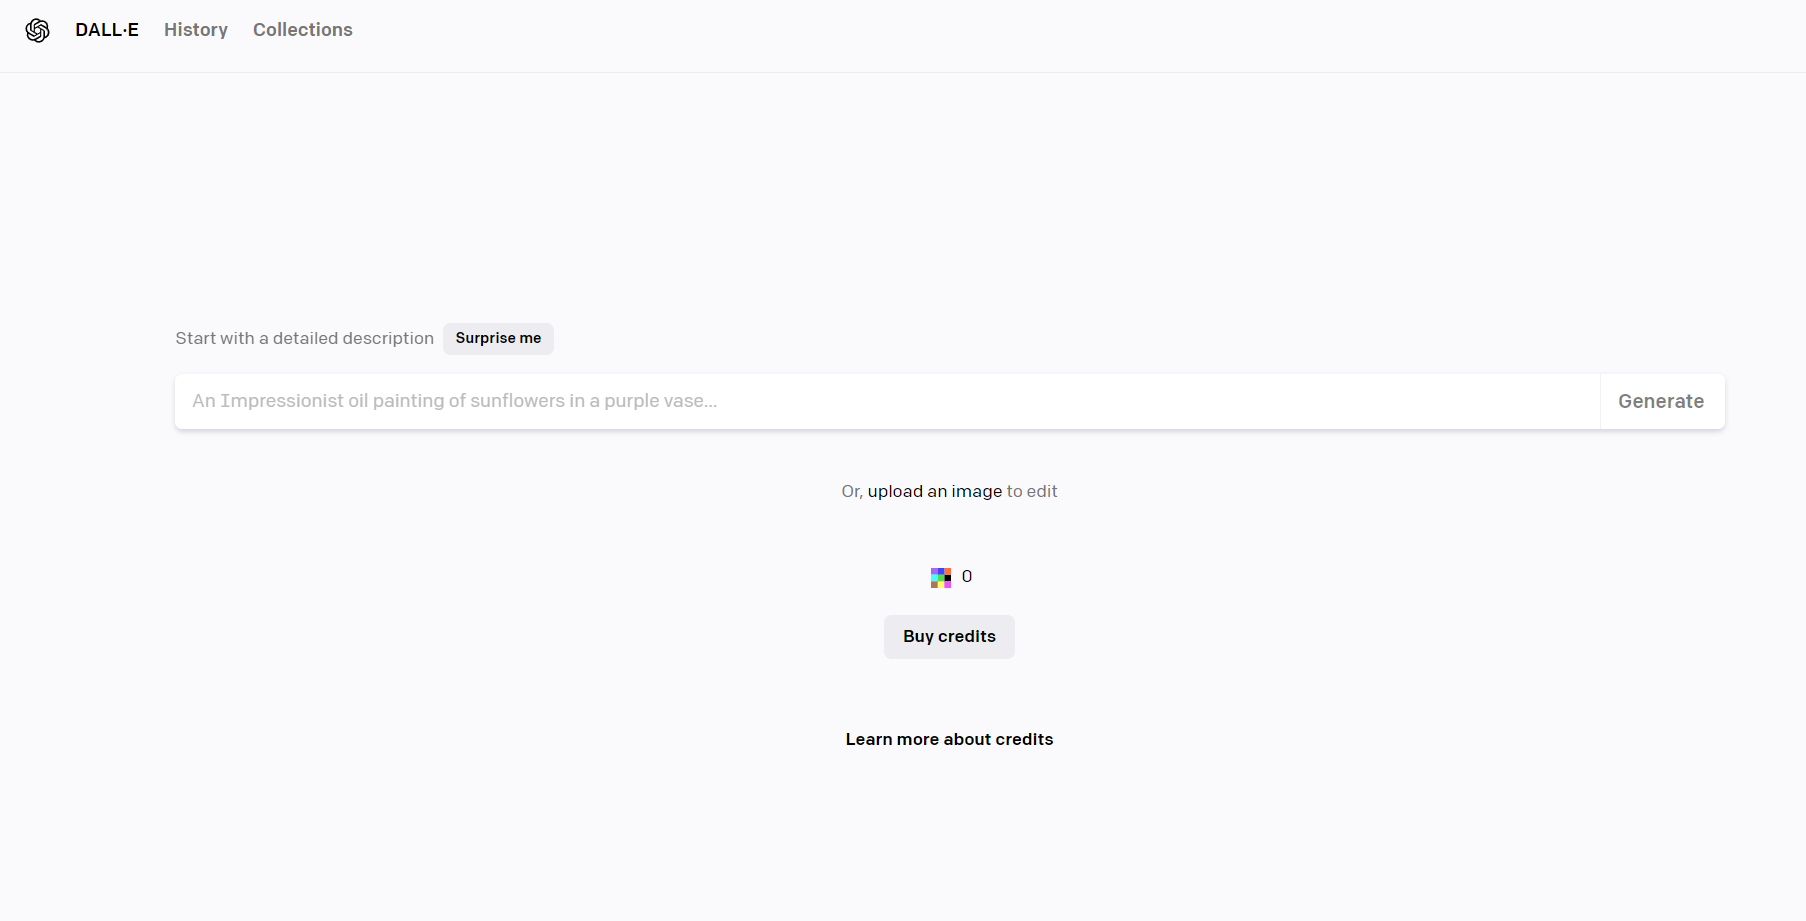 DALL·E History Collections
Start with a detailed description Surprise me
An Impressionist oil painting of sunflowers in a purple vase... Generate
Or, upload an image to edit
0
Buy credits
Learn more about credits